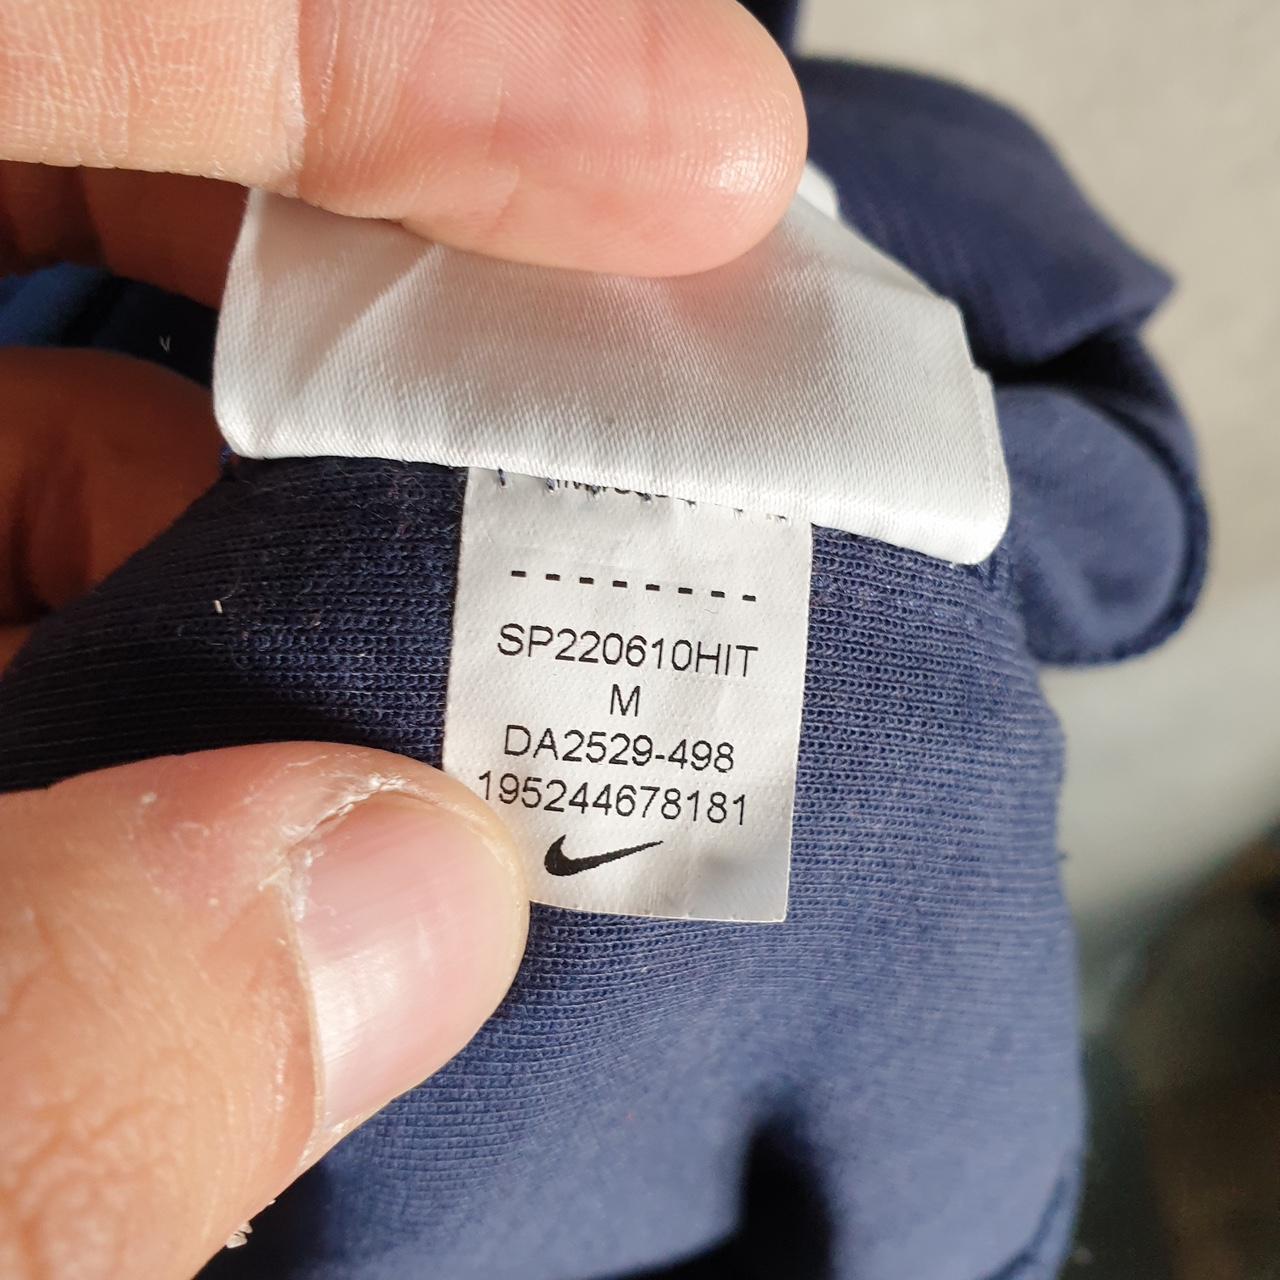 --------
SP220610HIT
M
DA2529-498
195244678181